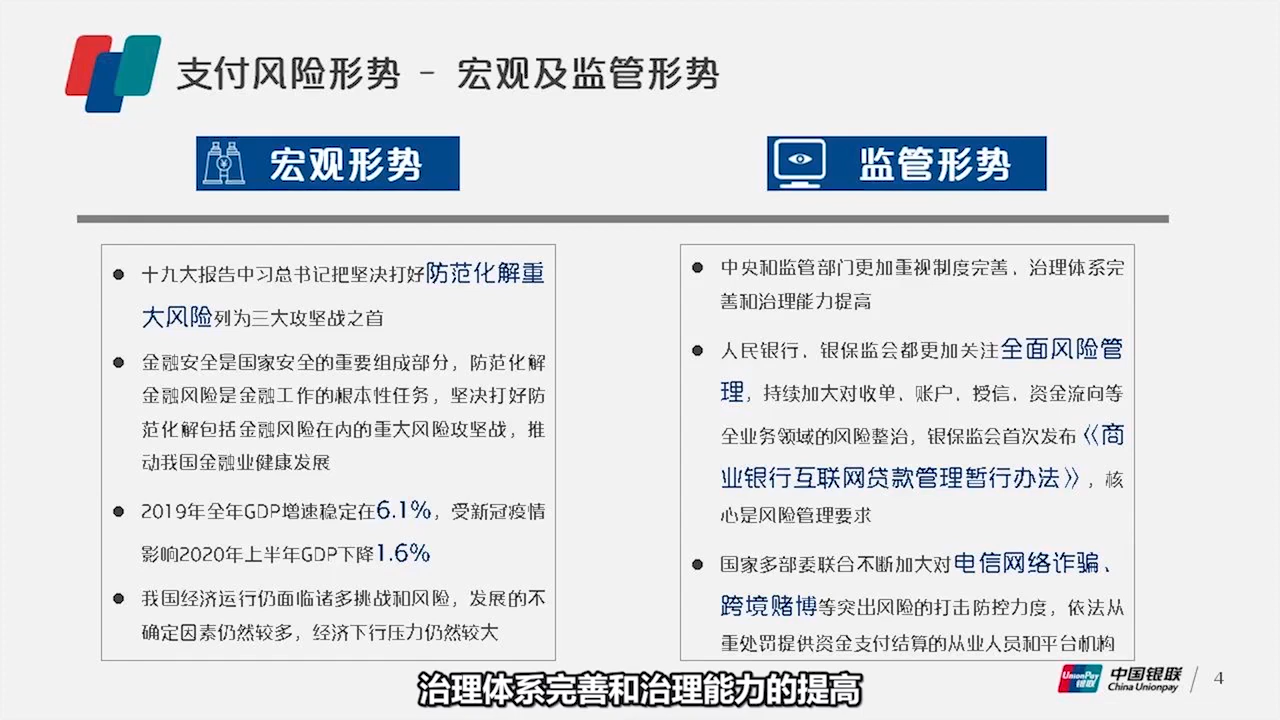 支付风险形势 - 宏观及监管形势
宏观形势
十九大报告中习总书记把坚决打好防范化解重
大风险列为三大攻坚战之首
金融安全是国家安全的重要组成部分，防范化解
金融风险是金融工作的根本性任务，坚决打好防
范化解包括金融风险在内的重大风险攻坚战，推
动我国金融业健康发展
2019年全年GDP增速稳定在6.1%，受新冠疫情
影响2020年上半年GDP下降1.6%
我国经济运行仍面临诸多挑战和风险，发展的不
确定因素仍然较多，经济下行压力仍然较大
监管形势
中央和监管部门更加重视制度完善、治理体系完
善和治理能力提高
人民银行、银保监会都更加关注全面风险管
理，持续加大对收单、账户、授信、资金流向等
全业务领域的风险整治，银保监会首次发布《商
业银行互联网贷款管理暂行办法》，核
心是风险管理要求
国家多部委联合不断加大对电信网络诈骗、
跨境赌博等突出风险的打击防控力度，依法从
重处罚提供资金支付结算的从业人员和平台机构
治理体系完善和治理能力的提高
UnionPay
银联
中国银联
China Unionpay
4